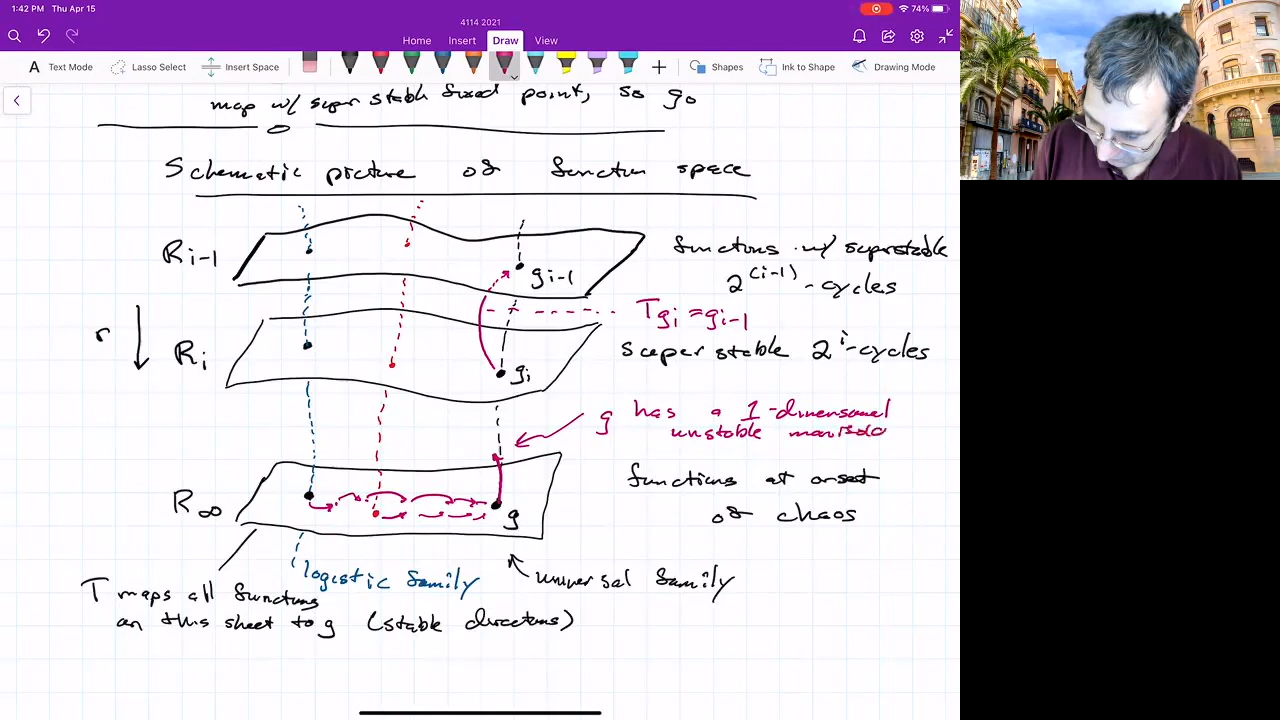 1:42 PM Thu Apr 15
74%
4114 2021
Home Insert Draw View
Text Mode Lasso Select Insert Space Shapes Ink to Shape Drawing Mode
map w/ super stable fixed point, so g0
Schematic picture of function space
Ri-1
gi-1
functions w/ superstable
2^(i-1)-cycles
Tgi = gi-1
r
Ri
gi
super stable 2^i-cycles
g has a 1-dimensional
unstable manifold
R∞
g
functions at onset
of chaos
logistic family
universal family
T maps all functions
on this sheet to g (stable directions)